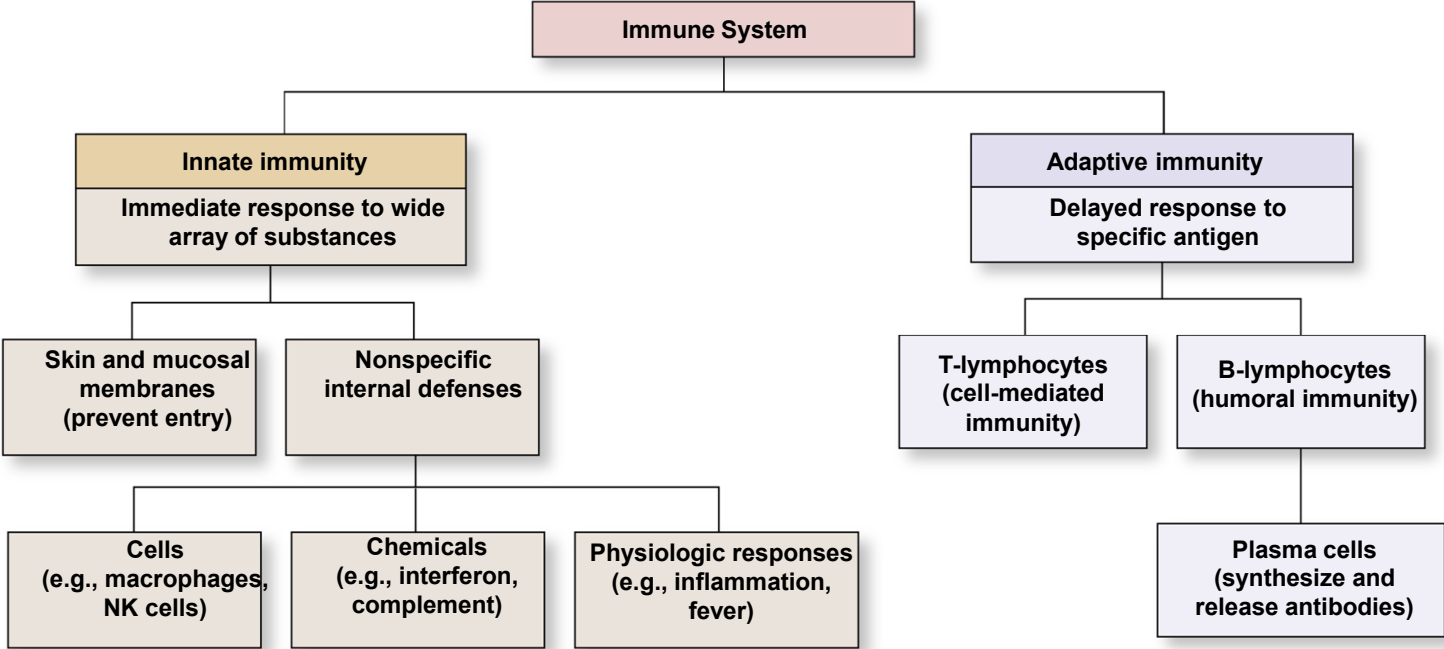 Immune System
Innate immunity
Immediate response to wide
array of substances
Adaptive immunity
Delayed response to
specific antigen
Skin and mucosal
membranes
(prevent entry)
Nonspecific
internal defenses
T-lymphocytes
(cell-mediated
immunity)
B-lymphocytes
(humoral immunity)
Cells
(e.g., macrophages,
NK cells)
Chemicals
(e.g., interferon,
complement)
Physiologic responses
(e.g., inflammation,
fever)
Plasma cells
(synthesize and
release antibodies)